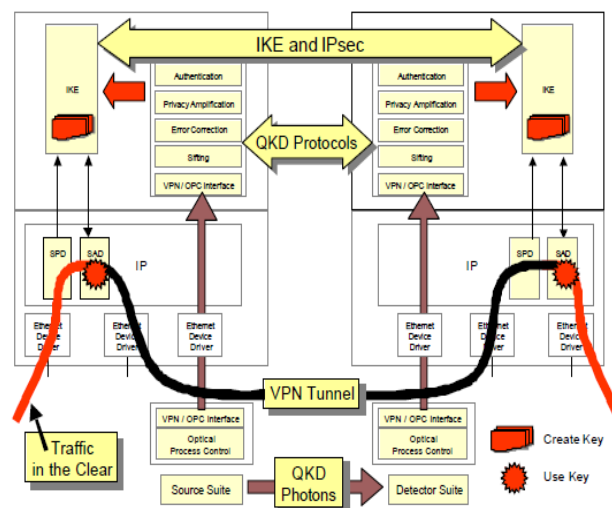 IKE and IPsec
IKE
Authentication
Privacy Amplification
Error Correction
Sifting
VPN / OPC Interface
QKD Protocols
Authentication
Privacy Amplification
Error Correction
Sifting
VPN / OPC Interface
IKE
SPD
SAD
IP
IP
SPD
SAD
Ethernet
Device
Driver
Ethernet
Device
Driver
Ethernet
Device
Driver
Ethernet
Device
Driver
Ethernet
Device
Driver
Ethernet
Device
Driver
VPN Tunnel
Traffic
in the Clear
VPN / OPC Interface
Optical
Process Control
VPN / OPC Interface
Optical
Process Control
Source Suite
QKD
Photons
Detector Suite
Create Key
Use Key